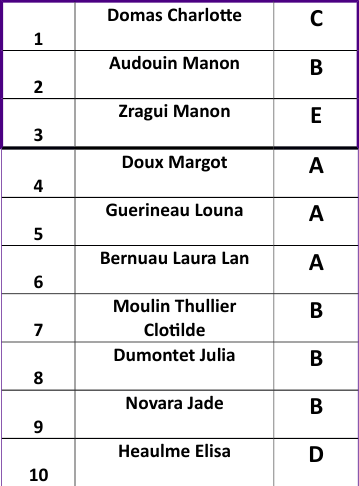 1 Domas Charlotte C
2 Audouin Manon B
3 Zragui Manon E
4 Doux Margot A
5 Guerineau Louna A
6 Bernuau Laura Lan A
7 Moulin Thullier B
Clotilde
8 Dumontet Julia B
9 Novara Jade B
10 Heaulme Elisa D